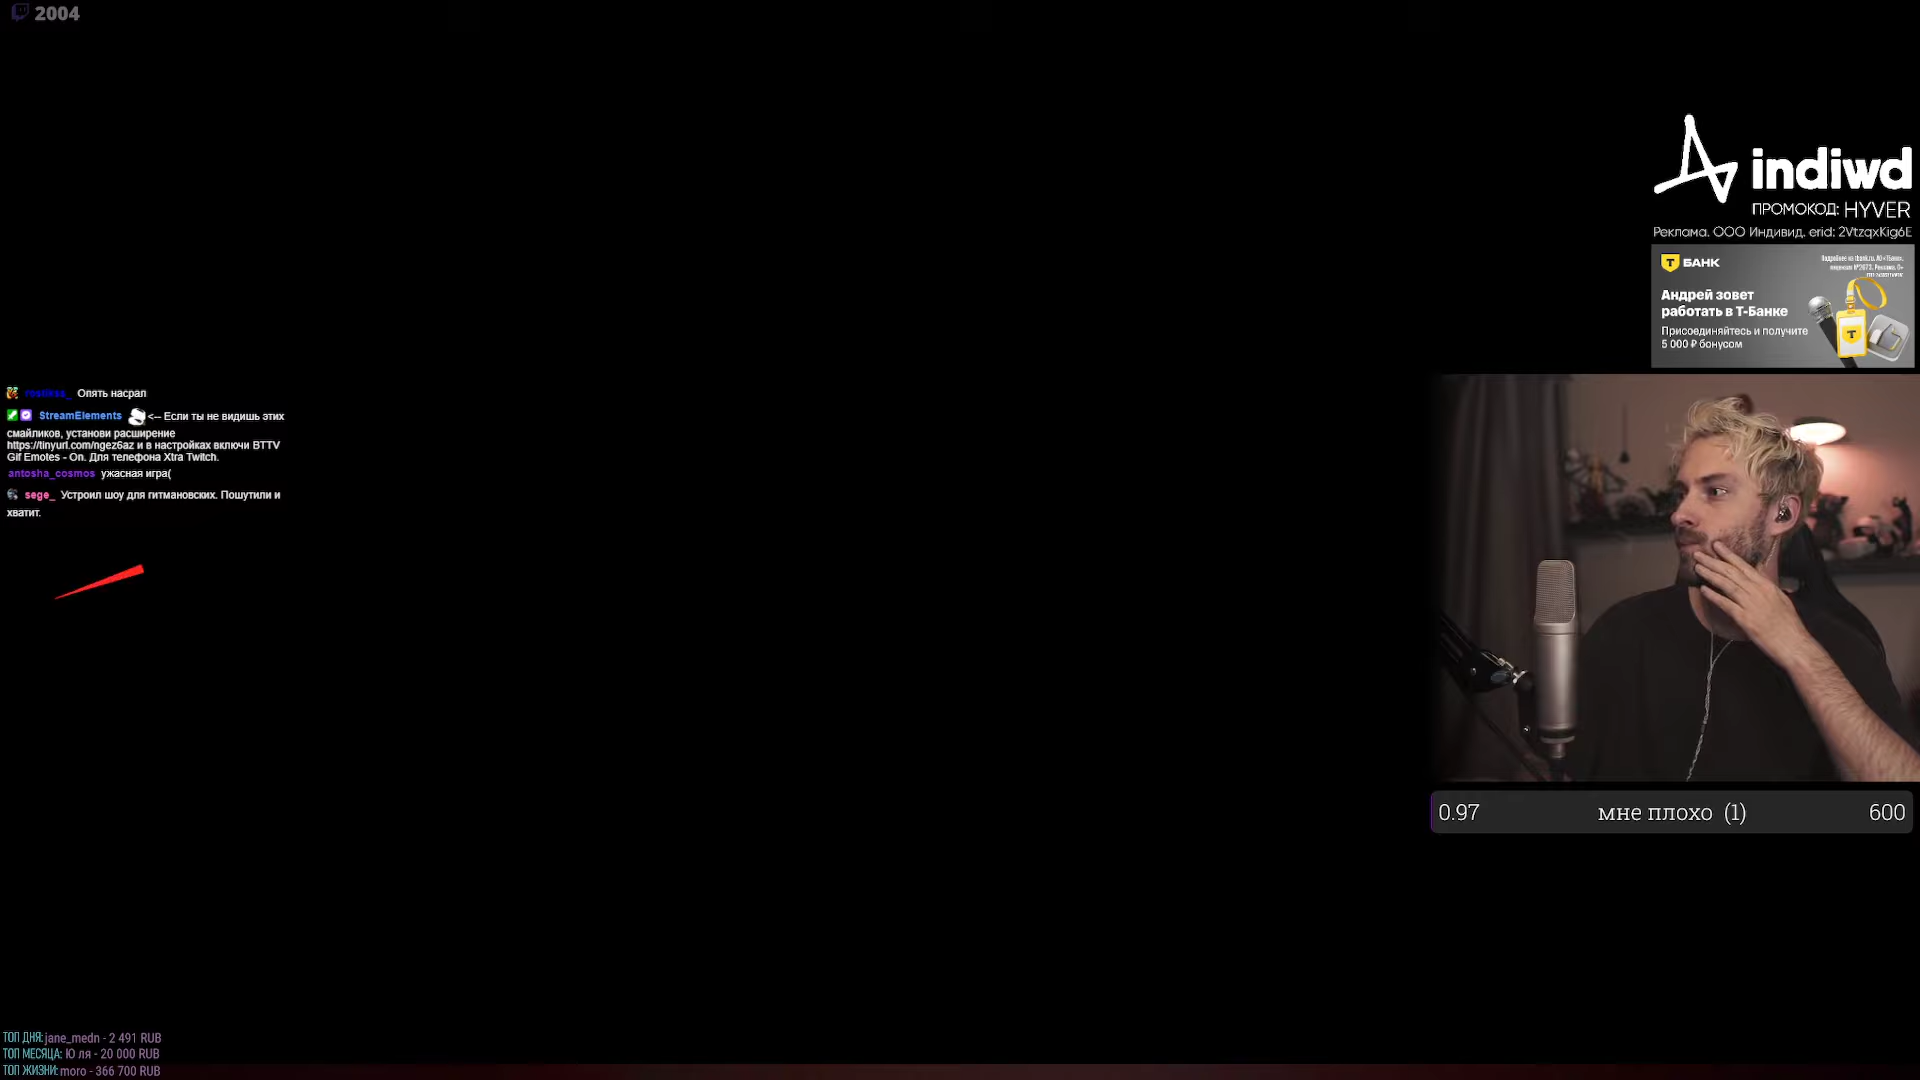 2004
indiwd
ПРОМОКОД: HYVER
Реклама. ООО Индивид. erid: 2VtzqxKig6E
Т БАНК
Андрей зовет
работать в Т-Банке
Присоединяйтесь и получите
5 000 ₽ бонусом
Опять насрал
StreamElements <-- Если ты не видишь этих
смайликов, установи расширение
https://tinyurl.com/ngez6az и в настройках включи BTTV
Gif Emotes - On. Для телефона Xtra Twitch.
antosha_cosmos ужасная игра(
sege_ Устроил шоу для гитмановских. Пошутили и
хватит.
0.97 мне плохо (1) 600
ТОП ДНЯ: jane_medn - 2 491 RUB
ТОП МЕСЯЦА: Ю ля - 20 000 RUB
ТОП ЖИЗНИ: moro - 366 700 RUB